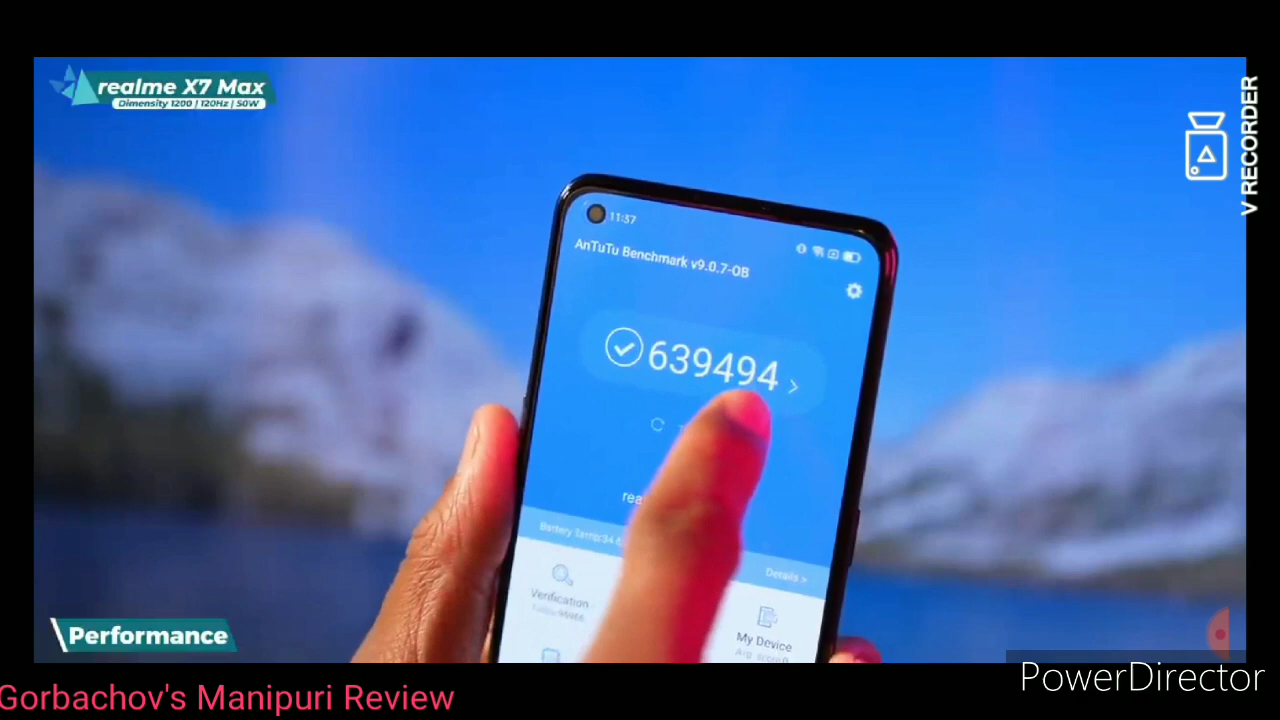 realme X7 Max
Dimensity 1200 | 120Hz | 50W
V RECORDER
11:37
AnTuTu Benchmark v9.0.7-OB
639494
Battery Temp:34
Details >
Verification
My Device
Performance
PowerDirector
Gorbachov's Manipuri Review